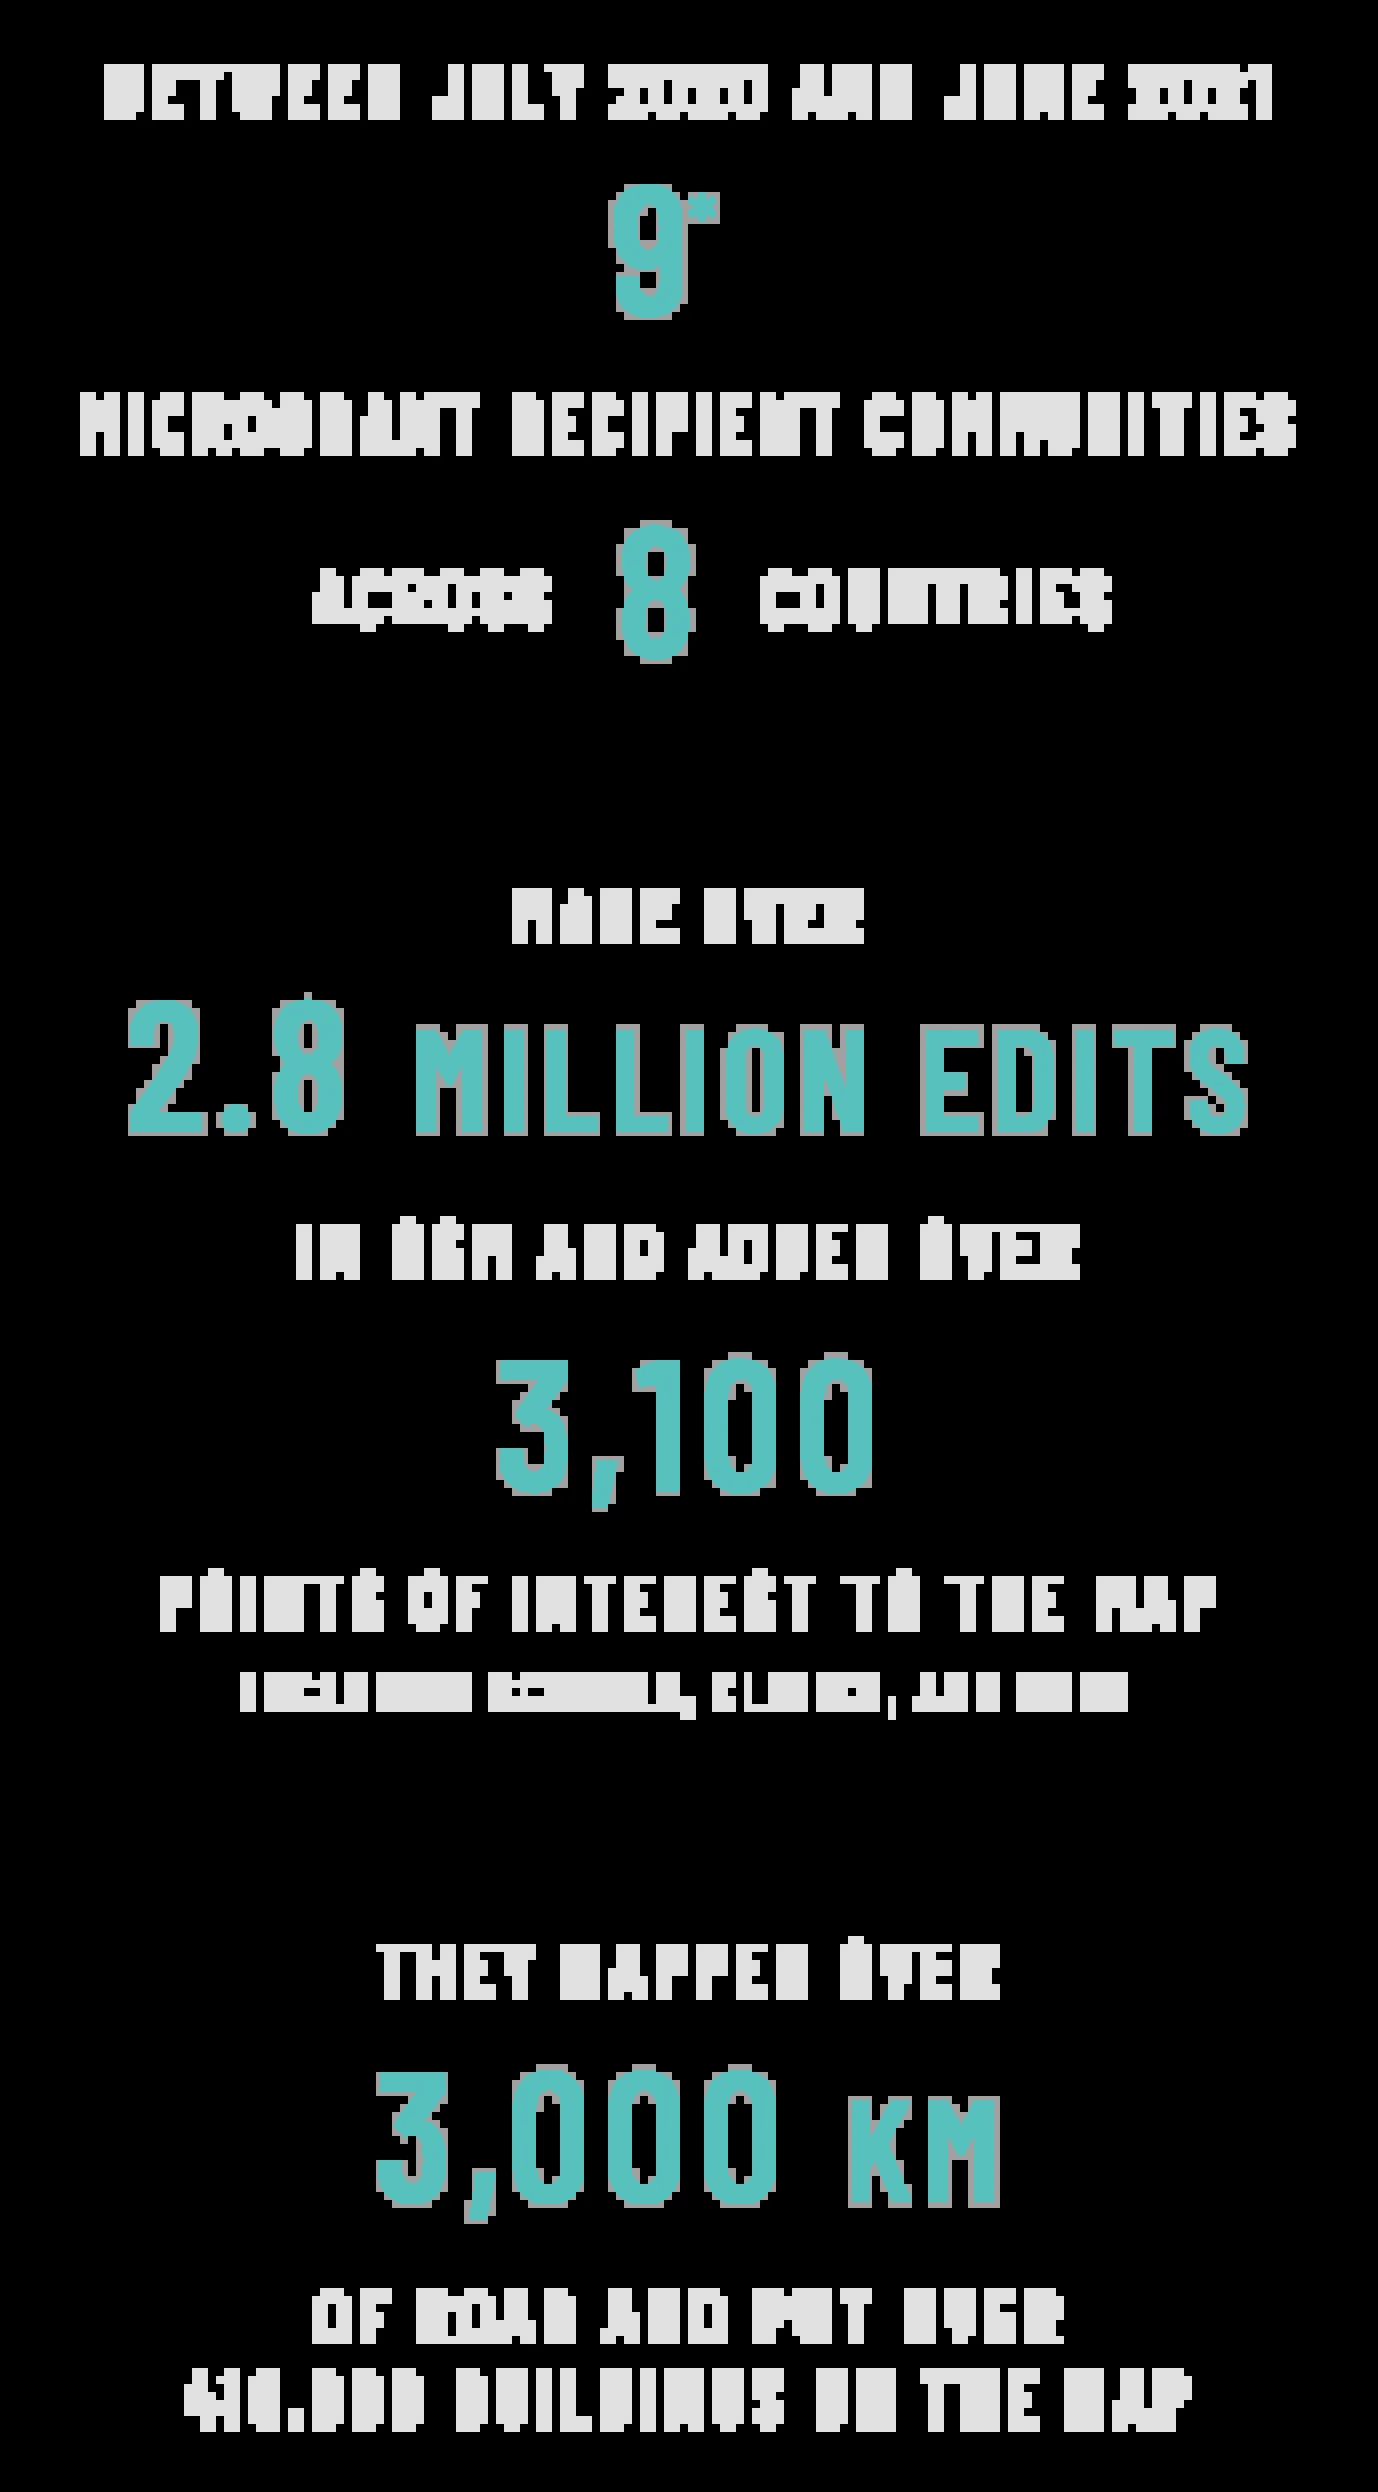 BETWEEN JULY 2020 AND JUNE 2021
9*
MICROGRANT RECIPIENT COMMUNITIES
ACROSS 8 COUNTRIES
MADE OVER
2.8 MILLION EDITS
IN OSM AND ADDED OVER
3,100
POINTS OF INTEREST TO THE MAP
INCLUDING SCHOOLS, CLINICS, AND MORE
THEY MAPPED OVER
3,000 KM
OF ROAD AND PUT OVER
BUILDINGS ON THE MAP